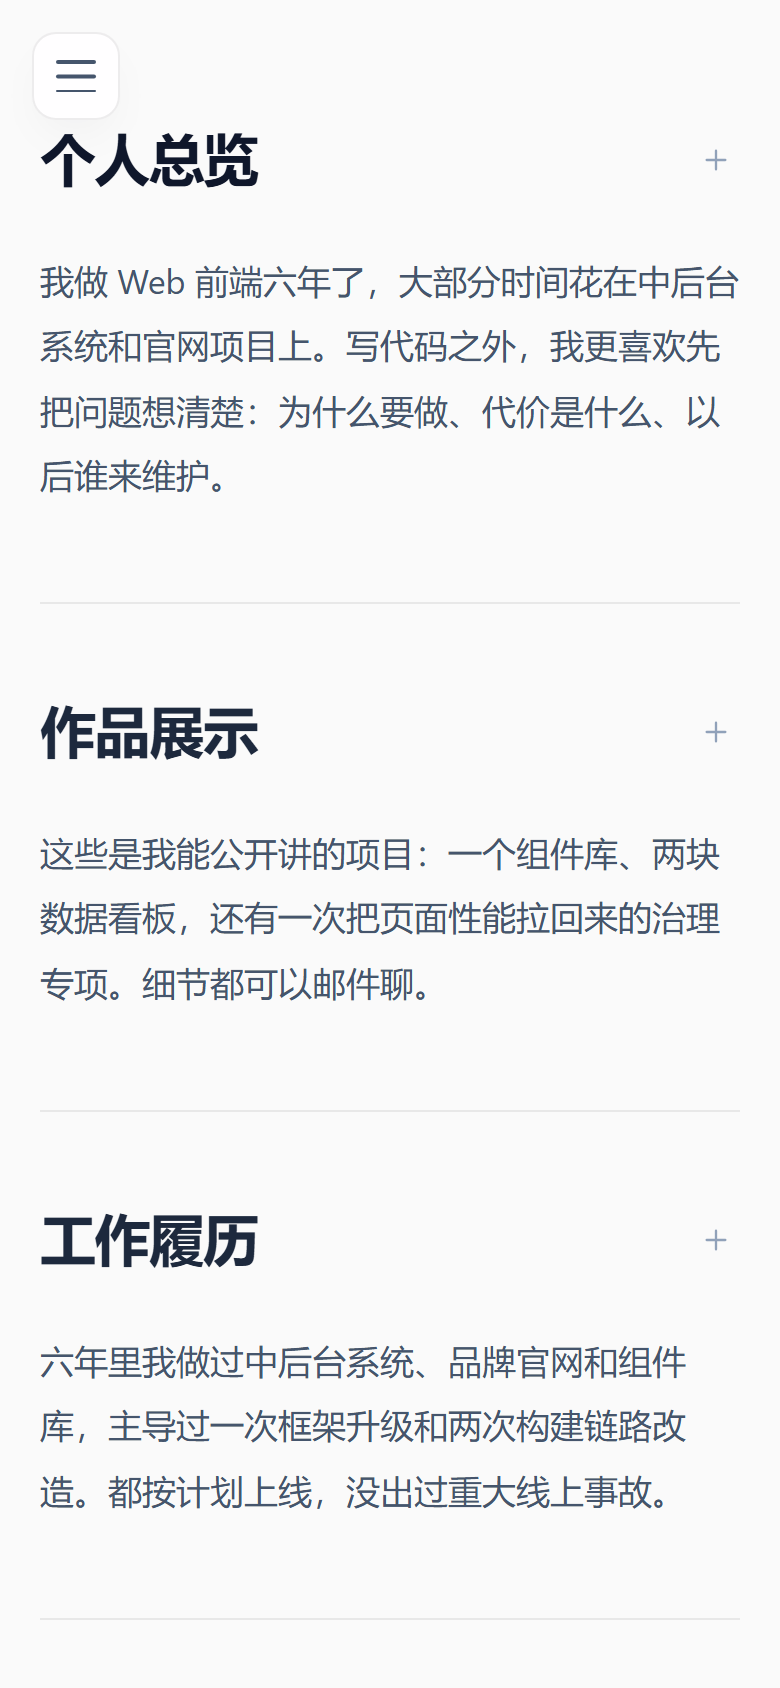 个人总览
我做 Web 前端六年了，大部分时间花在中后台
系统和官网项目上。写代码之外，我更喜欢先
把问题想清楚：为什么要做、代价是什么、以
后谁来维护。
作品展示
这些是我能公开讲的项目：一个组件库、两块
数据看板，还有一次把页面性能拉回来的治理
专项。细节都可以邮件聊。
工作履历
六年里我做过中后台系统、品牌官网和组件
库，主导过一次框架升级和两次构建链路改
造。都按计划上线，没出过重大线上事故。